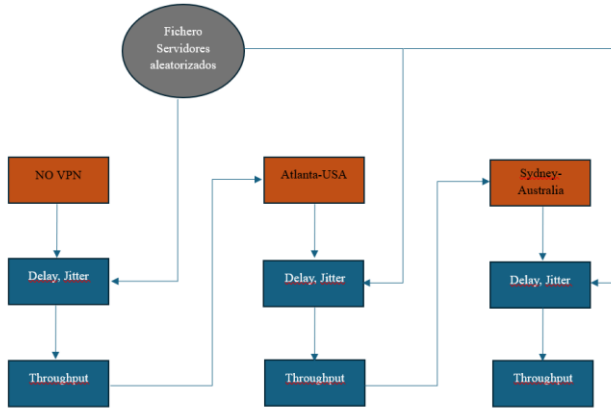 Fichero
Servidores
aleatorizados
NO VPN
Atlanta-USA
Sydney-
Australia
Delay, Jitter
Delay, Jitter
Delay, Jitter
Throughput
Throughput
Throughput